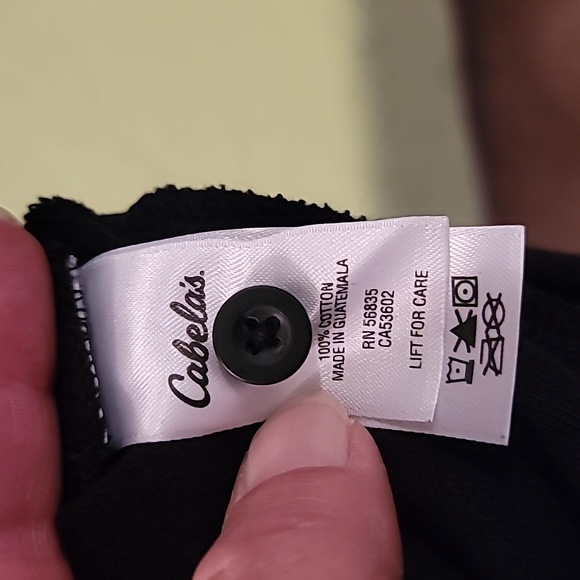 Cabela's.
100% COTTON
MADE IN GUATEMALA
RN 56835
CA53602
LIFT FOR CARE